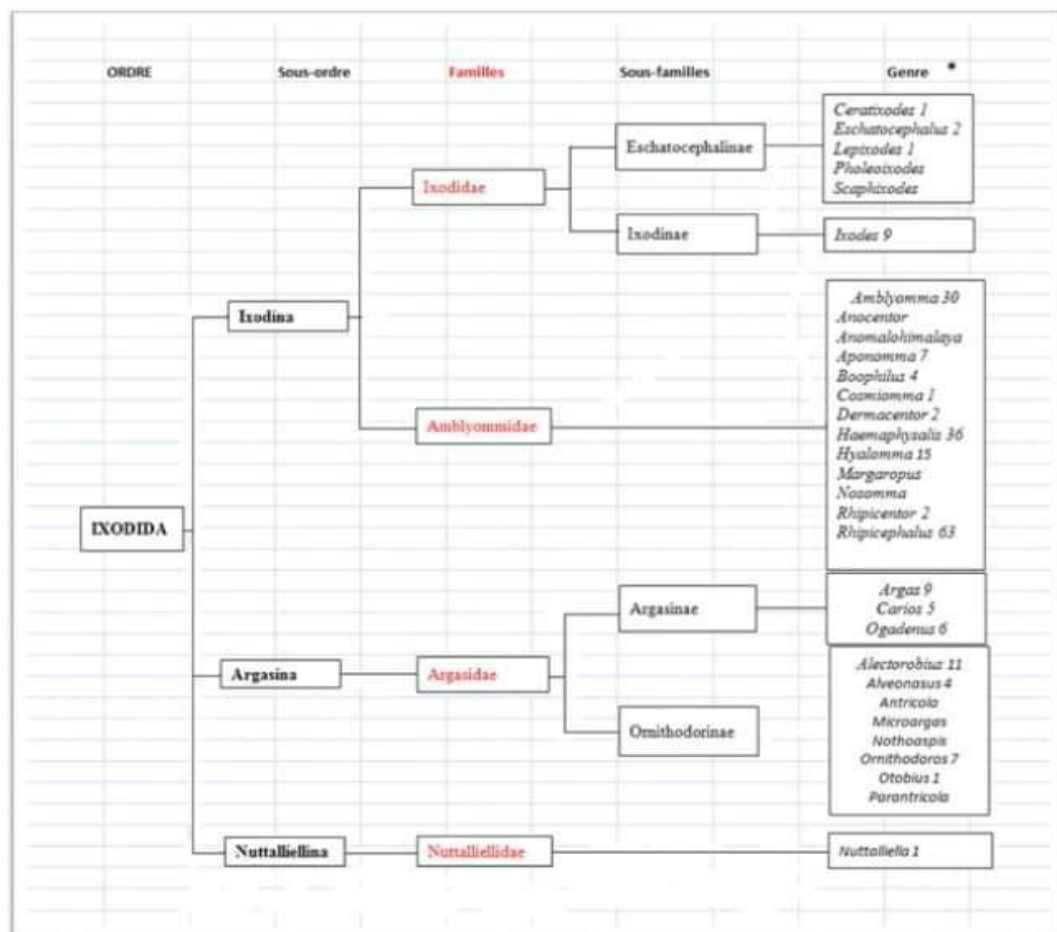 ORDRE Sous-ordre Familles Sous-familles Genre *
Ceratixodes 1
Eschatocephalus 2
Lepixodes 1
Pholeoixodes
Scaphixodes
Eschatocephalinae
Ixodidae
Ixodinae
Ixodes 9
Ixodina
Amblyomma 30
Anocentor
Anomalohimalaya
Aponomma 7
Boophilus 4
Cosmiomma 1
Dermacentor 2
Haemaphysalis 36
Hyalomma 15
Margaropus
Nosomma
Rhipicentor 2
Rhipicephalus 63
Amblyommidae
IXODIDA
Argasinae
Argas 9
Carios 5
Ogadenus 6
Argasina
Argasidae
Alectorobius 11
Alveonasus 4
Antricola
Microargas
Nothoaspis
Ornithodoros 7
Otobius 1
Parantricola
Ornithodorinae
Nuttalliellina
Nuttalliellidae
Nuttalliella 1